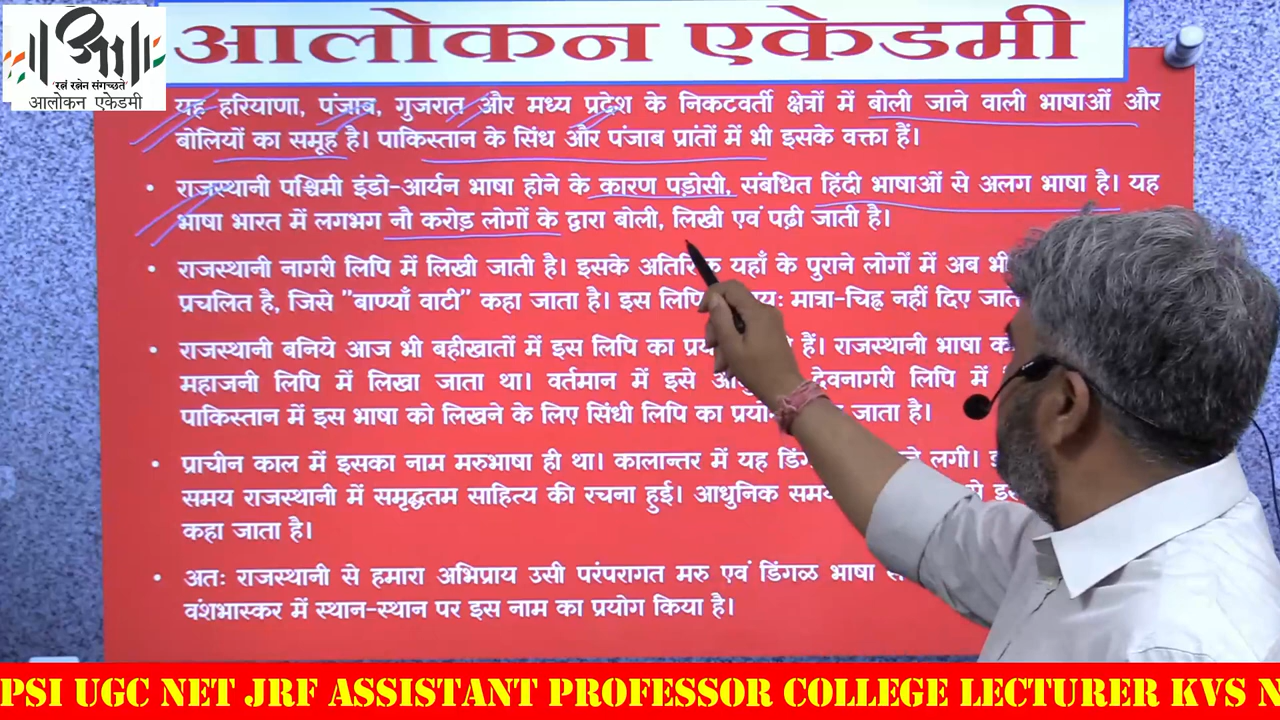 आलोकन एकेडमी
रत्नं रत्नेन संगच्छते
आलोकन एकेडमी
यह हरियाणा, पंजाब, गुजरात और मध्य प्रदेश के निकटवर्ती क्षेत्रों में बोली जाने वाली भाषाओं और
बोलियों का समूह है। पाकिस्तान के सिंध और पंजाब प्रांतों में भी इसके वक्ता हैं।
• राजस्थानी पश्चिमी इंडो-आर्यन भाषा होने के कारण पड़ोसी, संबधित हिंदी भाषाओं से अलग भाषा है। यह
भाषा भारत में लगभग नौ करोड़ लोगों के द्वारा बोली, लिखी एवं पढ़ी जाती है।
• राजस्थानी नागरी लिपि में लिखी जाती है। इसके अतिरिक्त यहाँ के पुराने लोगों में अब भी
प्रचलित है, जिसे "बाण्याँ वाटी" कहा जाता है। इस लिपि मात्रा-चिह्न नहीं दिए
• राजस्थानी बनिये आज भी बहीखातों में इस लिपि का हैं। राजस्थानी भाषा
महाजनी लिपि में लिखा जाता था। वर्तमान में इसे देवनागरी लिपि में
पाकिस्तान में इस भाषा को लिखने के लिए सिंधी लिपि का जाता है।
• प्राचीन काल में इसका नाम मरुभाषा ही था। कालान्तर में यह लगी।
समय राजस्थानी में समृद्धतम साहित्य की रचना हुई। आधुनिक
कहा जाता है।
• अतः राजस्थानी से हमारा अभिप्राय उसी परंपरागत मरु एवं डिंगळ भाषा
वंशभास्कर में स्थान-स्थान पर इस नाम का प्रयोग किया है।
PSI UGC NET JRF ASSISTANT PROFESSOR COLLEGE LECTURER KVS N